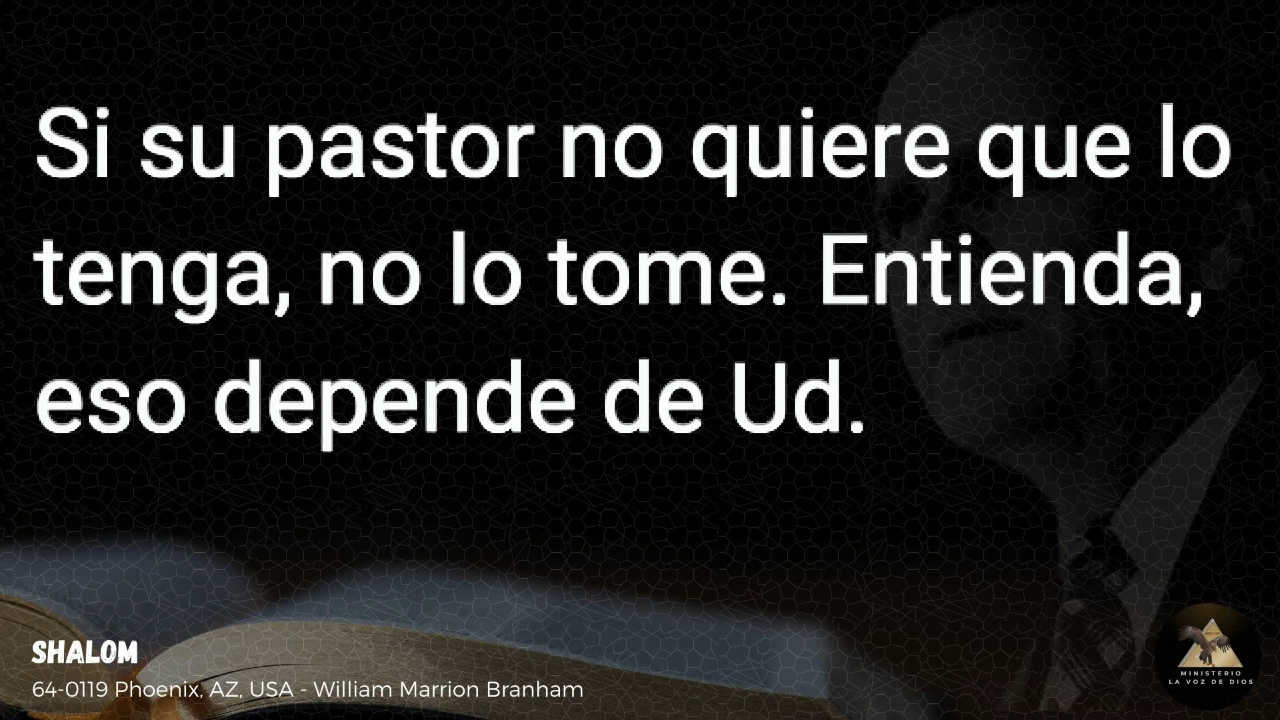 Si su pastor no quiere que lo
tenga, no lo tome. Entienda,
eso depende de Ud.
SHALOM
64-0119 Phoenix, AZ, USA - William Marrion Branham
MINISTERIO
LA VOZ DE DIOS